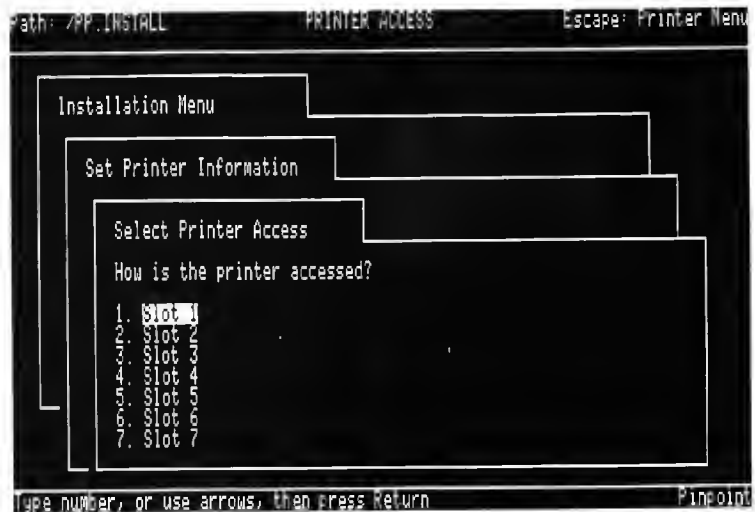 Path: /PP.INSTALL PRINTER ACCESS Escape: Printer Menu
Installation Menu
Set Printer Information
Select Printer Access
How is the printer accessed?
1. Slot 1
2. Slot 2
3. Slot 3
4. Slot 4
5. Slot 5
6. Slot 6
7. Slot 7
Type number, or use arrows, then press Return Pinpoint